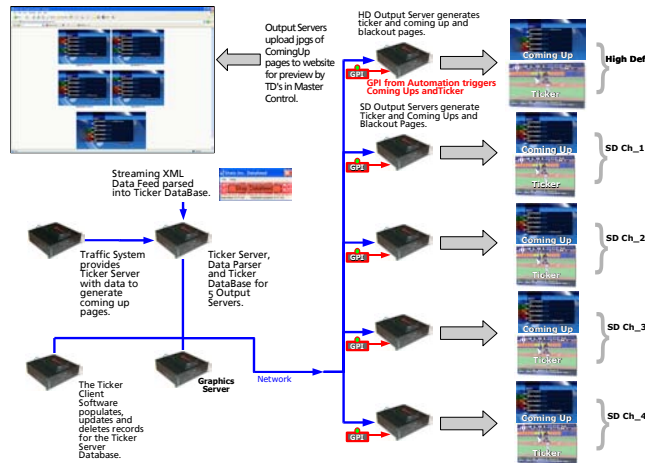 Output Servers
upload jpgs of
ComingUp
pages to website
for preview by
TD's in Master
Control.
HD Output Server generates
ticker and coming up and
blackout pages.
GPI
GPI from Automation triggers
Coming Ups andTicker
SD Output Servers generate
Ticker and Coming Ups and
Blackout Pages.
Coming Up
Ticker
High Def
GPI
Coming Up
Ticker
SD Ch_1
Streaming XML
Data Feed parsed
into Ticker DataBase.
Stop Datafeed
Traffic System
provides
Ticker Server
with data to
generate
coming up
pages.
Ticker Server,
Data Parser
and Ticker
DataBase for
5 Output
Servers.
GPI
Coming Up
Ticker
SD Ch_2
GPI
Coming Up
Ticker
SD Ch_3
The Ticker
Client
Software
populates,
updates and
deletes records
for the Ticker
Server
Database.
Graphics
Server
Network
GPI
Coming Up
Ticker
SD Ch_4